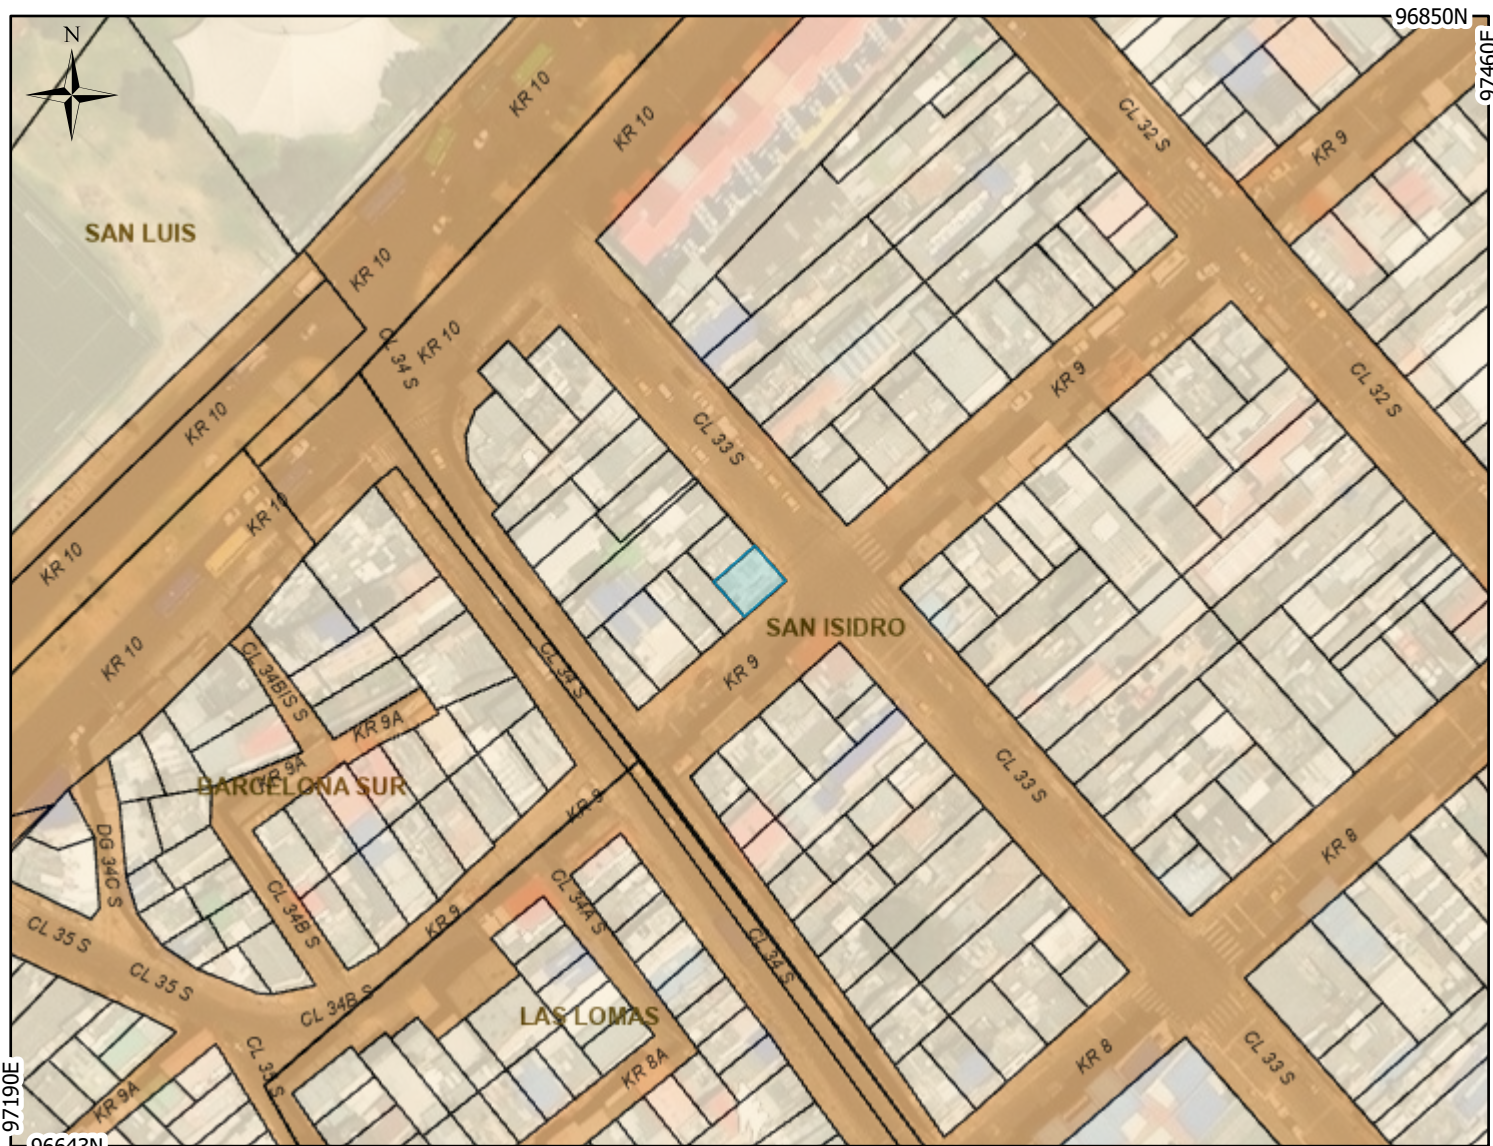 96850N
97460E
N
KR 10
KR 10
CL 32 S
KR 9
SAN LUIS
KR 10
KR 10
CL 34 S
KR 9
CL 32 S
KR 10
CL 33 S
KR 10
KR 10
SAN ISIDRO
KR 10
CL 34 S
KR 9
CL 34BIS S
KR 9A
KR 9A
BARCELONA SUR
CL 33 S
KR 9
DG 34C S
KR 8
CL 34B S
CL 34A S
KR 9
CL 35 S
CL 34 S
CL 35 S
CL 34B S
LAS LOMAS
CL 35 S
KR 8A
KR 8
CL 33 S
KR 9A
97190E
96643N